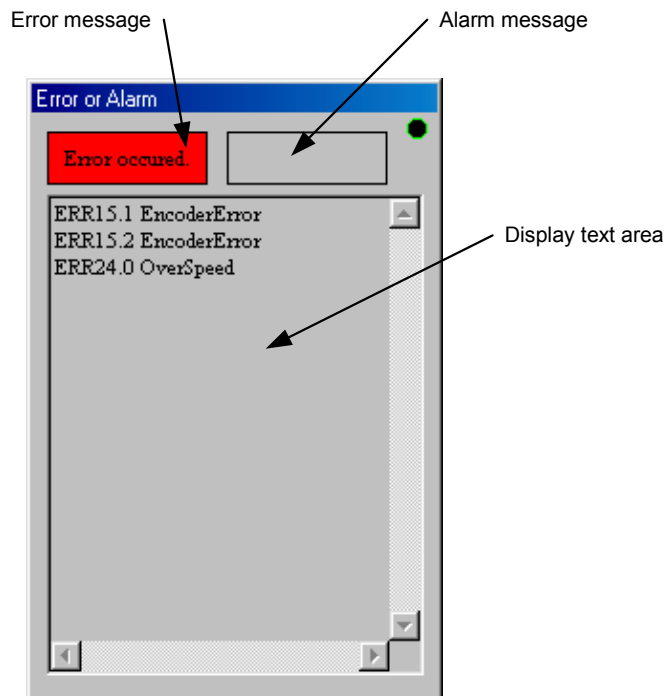 Error message
Alarm message
Error or Alarm
Error occured.
ERR15.1 EncoderError
ERR15.2 EncoderError
ERR24.0 OverSpeed
Display text area